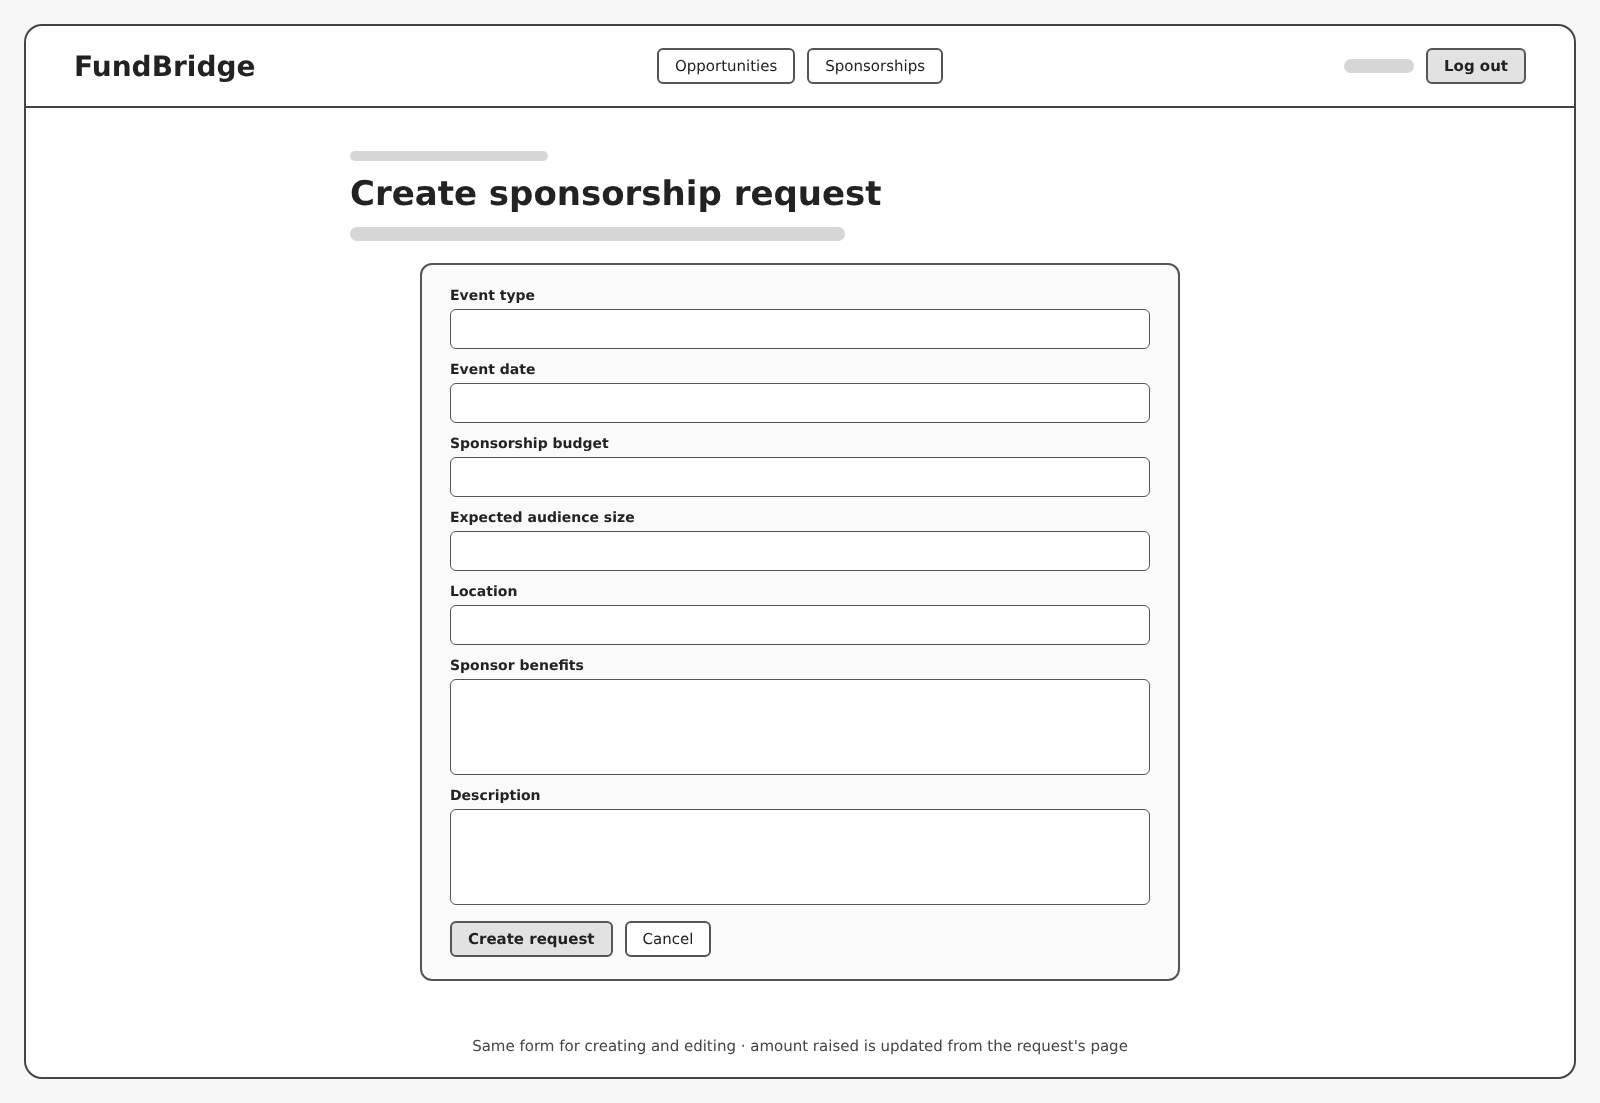 FundBridge
Opportunities
Sponsorships
Log out
Create sponsorship request
Event type
Event date
Sponsorship budget
Expected audience size
Location
Sponsor benefits
Description
Create request
Cancel
Same form for creating and editing · amount raised is updated from the request's page